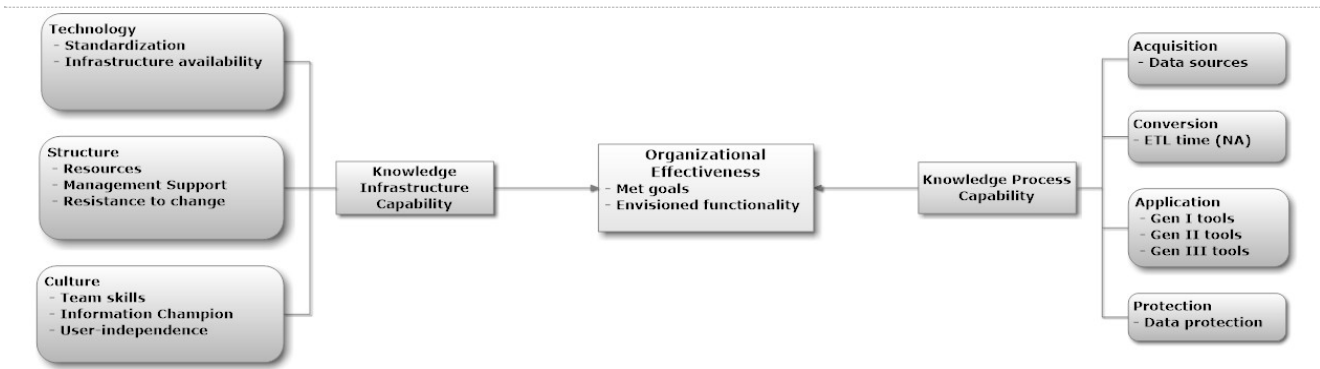 Technology
- Standardization
- Infrastructure availability
Structure
- Resources
- Management Support
- Resistance to change
Culture
- Team skills
- Information Champion
- User-independence
Knowledge
Infrastructure
Capability
Organizational
Effectiveness
- Met goals
- Envisioned functionality
Knowledge Process
Capability
Acquisition
- Data sources
Conversion
- ETL time (NA)
Application
- Gen I tools
- Gen II tools
- Gen III tools
Protection
- Data protection